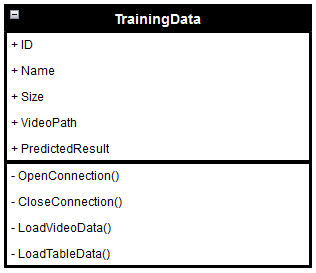 TrainingData
+ ID
+ Name
+ Size
+ VideoPath
+ PredictedResult
- OpenConnection()
- CloseConnection()
- LoadVideoData()
- LoadTableData()